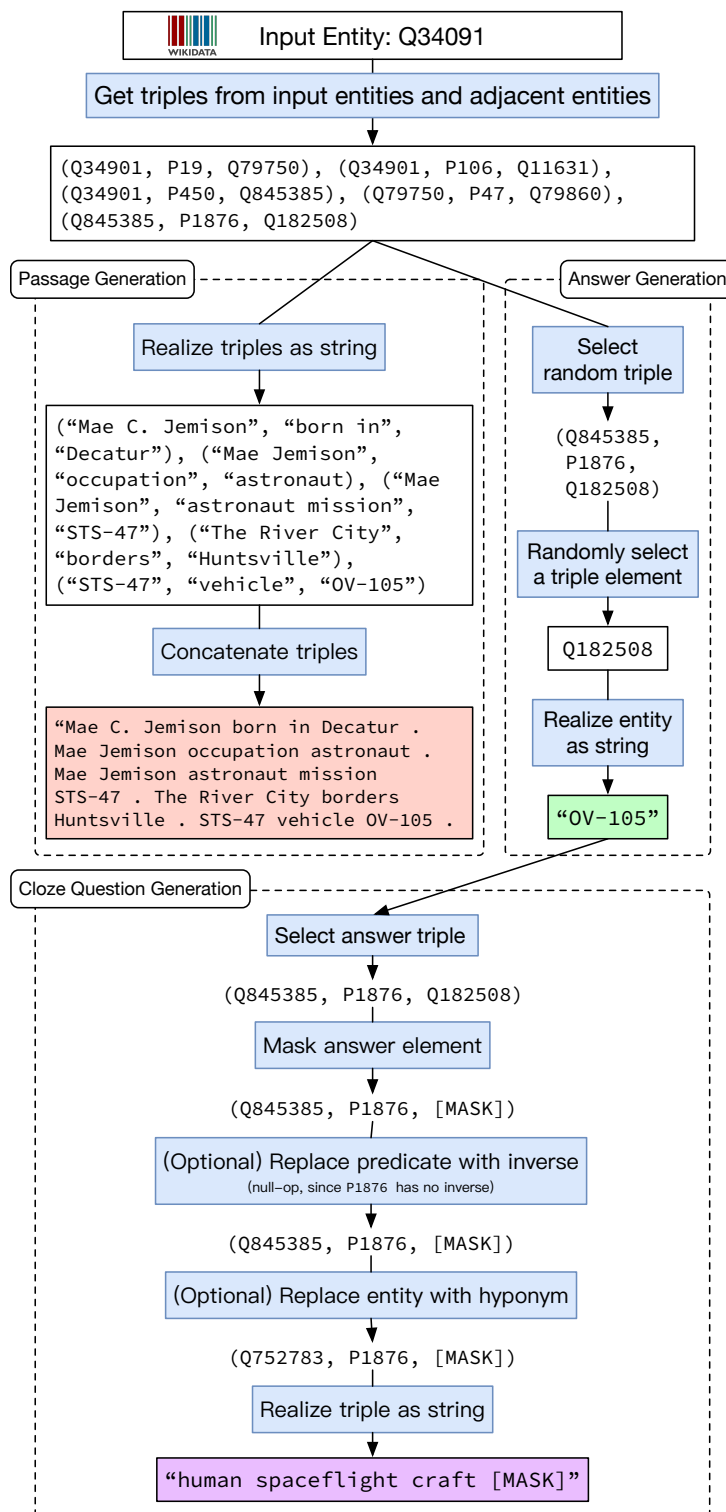 WIKIDATA
Input Entity: Q34091
Get triples from input entities and adjacent entities
(Q34901, P19, Q79750), (Q34901, P106, Q11631),
(Q34901, P450, Q845385), (Q79750, P47, Q79860),
(Q845385, P1876, Q182508)
Passage Generation
Realize triples as string
(“Mae C. Jemison”, “born in”,
“Decatur”), (“Mae Jemison”,
“occupation”, “astronaut), (“Mae
Jemison”, “astronaut mission”,
“STS-47”), (“The River City”,
“borders”, “Huntsville”),
(“STS-47”, “vehicle”, “OV-105”)
Concatenate triples
“Mae C. Jemison born in Decatur .
Mae Jemison occupation astronaut .
Mae Jemison astronaut mission
STS-47 . The River City borders
Huntsville . STS-47 vehicle OV-105 .
Answer Generation
Select
random triple
(Q845385,
P1876,
Q182508)
Randomly select
a triple element
Q182508
Realize entity
as string
“OV-105”
Cloze Question Generation
Select answer triple
(Q845385, P1876, Q182508)
Mask answer element
(Q845385, P1876, [MASK])
(Optional) Replace predicate with inverse
(null-op, since P1876 has no inverse)
(Q845385, P1876, [MASK])
(Optional) Replace entity with hyponym
(Q752783, P1876, [MASK])
Realize triple as string
“human spaceflight craft [MASK]”